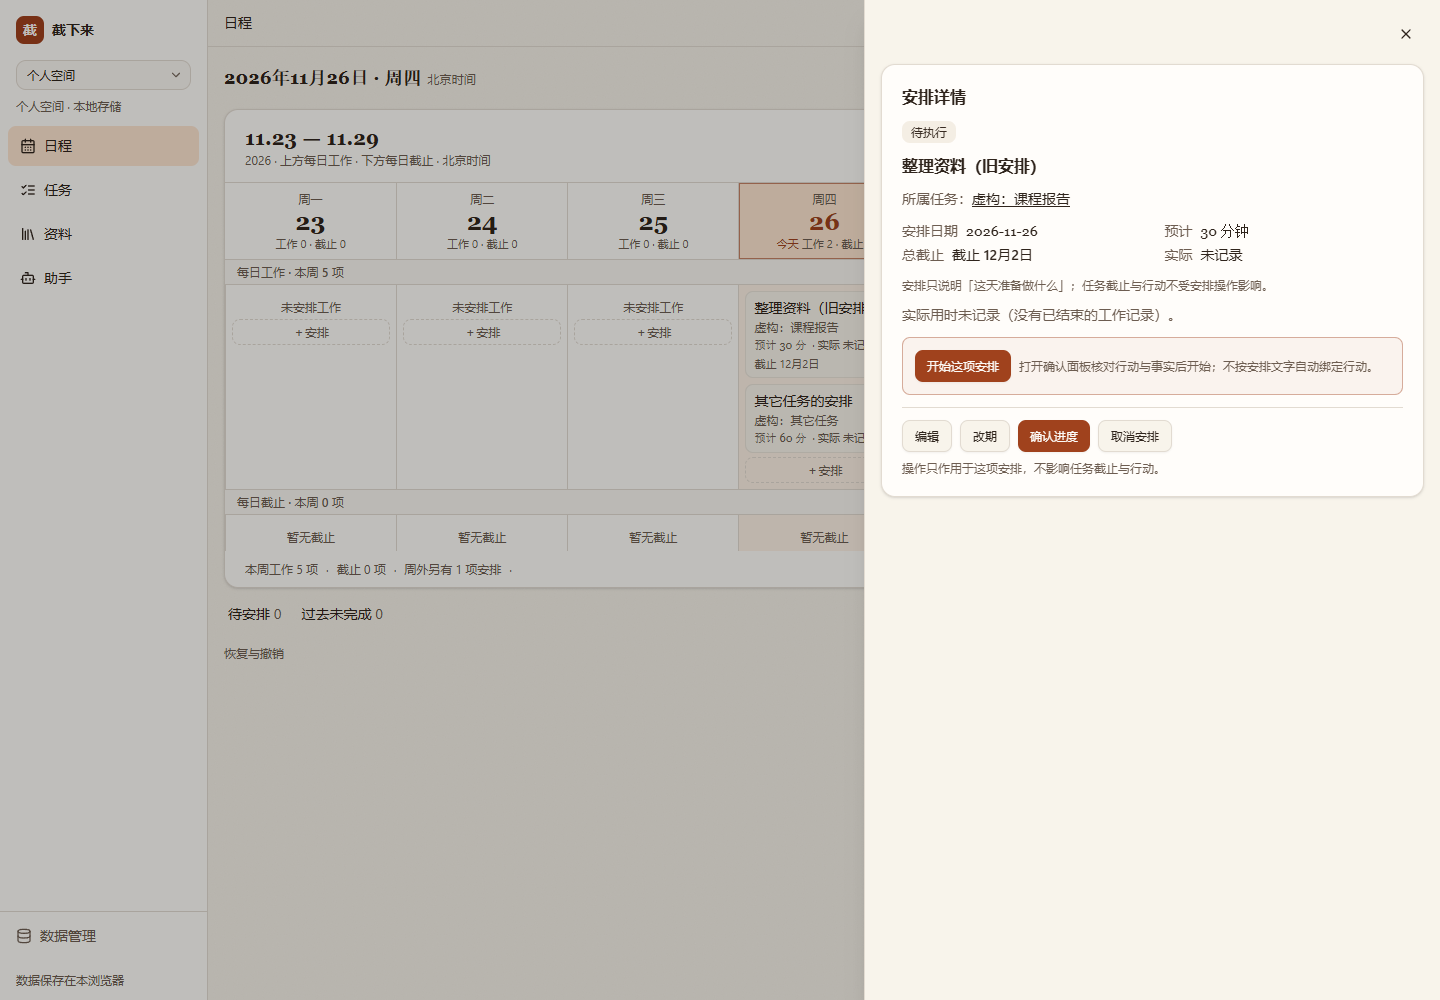 截 截下来
个人空间
个人空间 · 本地存储
日程
任务
资料
助手
数据管理
数据保存在本浏览器
日程
2026年11月26日 · 周四 北京时间
11.23 — 11.29
2026 · 上方每日工作 · 下方每日截止 · 北京时间
周一
23
工作 0 · 截止 0
周二
24
工作 0 · 截止 0
周三
25
工作 0 · 截止 0
周四
26
今天 工作 2 · 截止
每日工作 · 本周 5 项
未安排工作
+ 安排
未安排工作
+ 安排
未安排工作
+ 安排
整理资料（旧安排
虚构：课程报告
预计 30 分 · 实际 未记
截止 12月2日
其它任务的安排
虚构：其它任务
预计 60 分 · 实际 未记
+ 安排
每日截止 · 本周 0 项
暂无截止
暂无截止
暂无截止
暂无截止
本周工作 5 项 · 截止 0 项 · 周外另有 1 项安排 ·
待安排 0 过去未完成 0
恢复与撤销
安排详情
待执行
整理资料（旧安排）
所属任务：虚构：课程报告
安排日期 2026-11-26 预计 30 分钟
总截止 截止 12月2日 实际 未记录
安排只说明「这天准备做什么」；任务截止与行动不受安排操作影响。
实际用时未记录（没有已结束的工作记录）。
开始这项安排 打开确认面板核对行动与事实后开始；不按安排文字自动绑定行动。
编辑 改期 确认进度 取消安排
操作只作用于这项安排，不影响任务截止与行动。